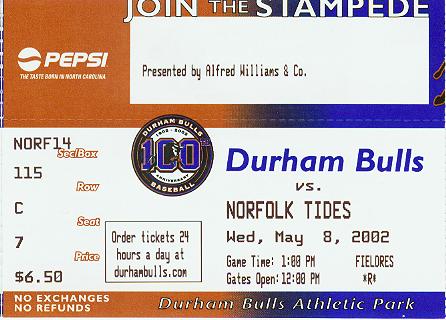 JOIN THE STAMPEDE
PEPSI
THE TASTE BORN IN NORTH CAROLINA
Presented by Alfred Williams & Co.
NORF14
Sec/Box
115
Row
C
Seat
7
Price
$6.50
NO EXCHANGES
NO REFUNDS
DURHAM BULLS
1902 - 2002
100
ANNIVERSARY
BASEBALL
Order tickets 24
hours a day at
durhambulls.com
Durham Bulls
vs.
NORFOLK TIDES
Wed, May 8, 2002
Game Time: 1:00 PM FIELDRES
Gates Open: 12:00 PM *R*
Durham Bulls Athletic Park